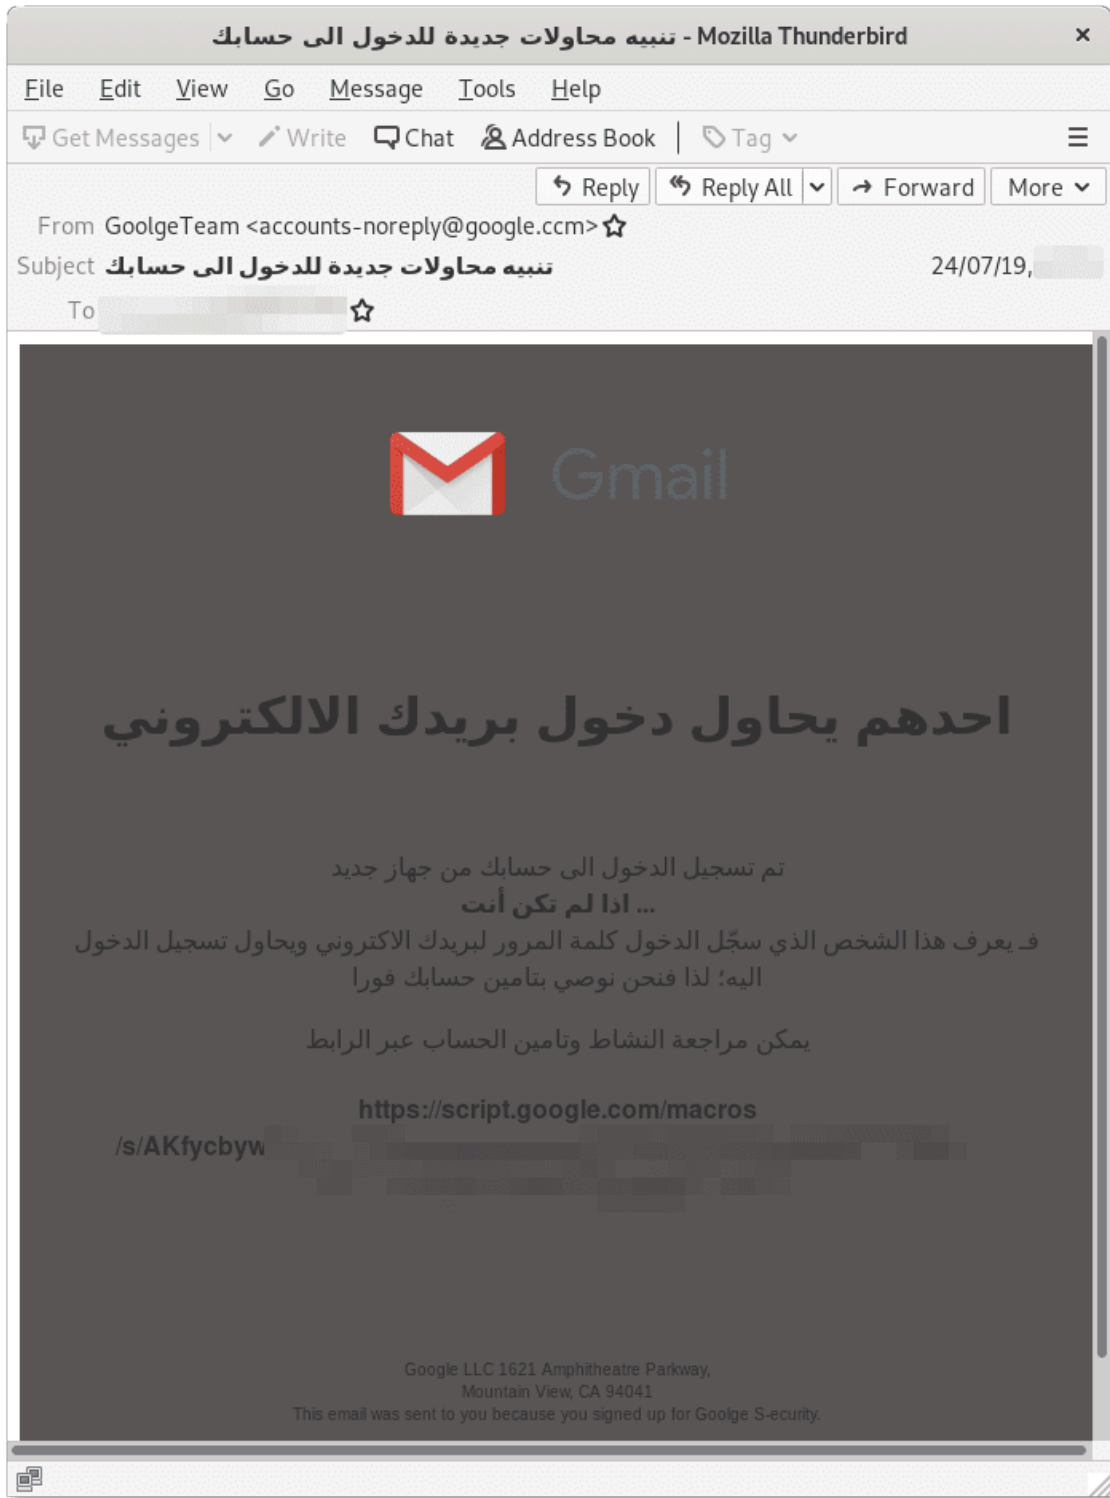 تنبيه محاولات جديدة للدخول الى حسابك - Mozilla Thunderbird
File Edit View Go Message Tools Help
Get Messages Write Chat Address Book Tag
Reply Reply All Forward More
From GoolgeTeam <accounts-noreply@google.ccm>
Subject تنبيه محاولات جديدة للدخول الى حسابك 24/07/19,
To
Gmail
احدهم يحاول دخول بريدك الالكتروني
تم تسجيل الدخول الى حسابك من جهاز جديد
... اذا لم تكن أنت
فـ يعرف هذا الشخص الذي سجّل الدخول كلمة المرور لبريدك الاكتروني ويحاول تسجيل الدخول
اليه؛ لذا فنحن نوصي بتامين حسابك فورا
يمكن مراجعة النشاط وتامين الحساب عبر الرابط
https://script.google.com/macros
/s/AKfycbyw
Google LLC 1621 Amphitheatre Parkway,
Mountain View, CA 94041
This email was sent to you because you signed up for Goolge S-ecurity.